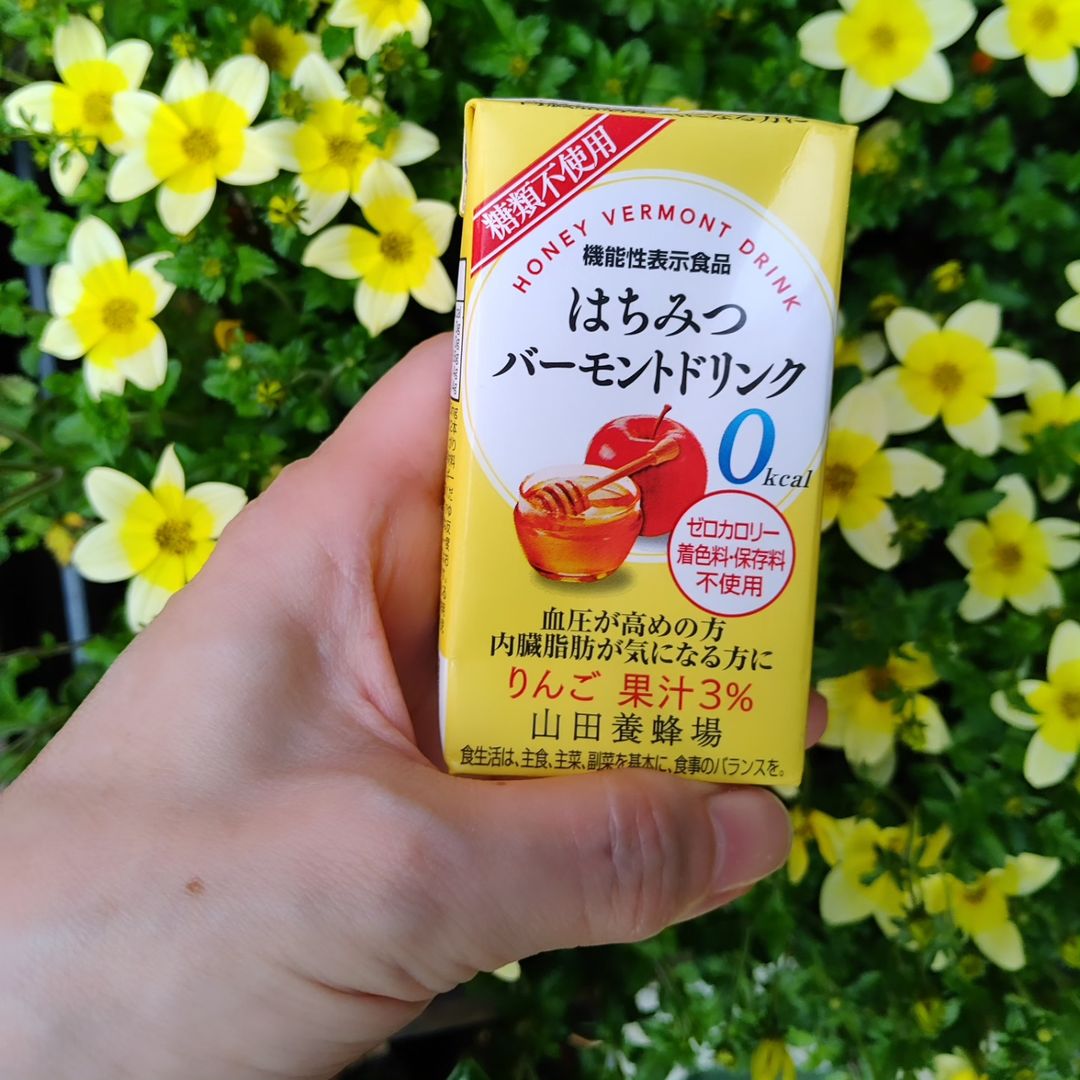 糖類不使用
HONEY VERMONT DRINK
機能性表示食品
はちみつ
バーモントドリンク
0kcal
ゼロカロリー
着色料・保存料
不使用
血圧が高めの方
内臓脂肪が気になる方に
りんご 果汁3%
山田養蜂場
食生活は、主食、主菜、副菜を基本に、食事のバランスを。